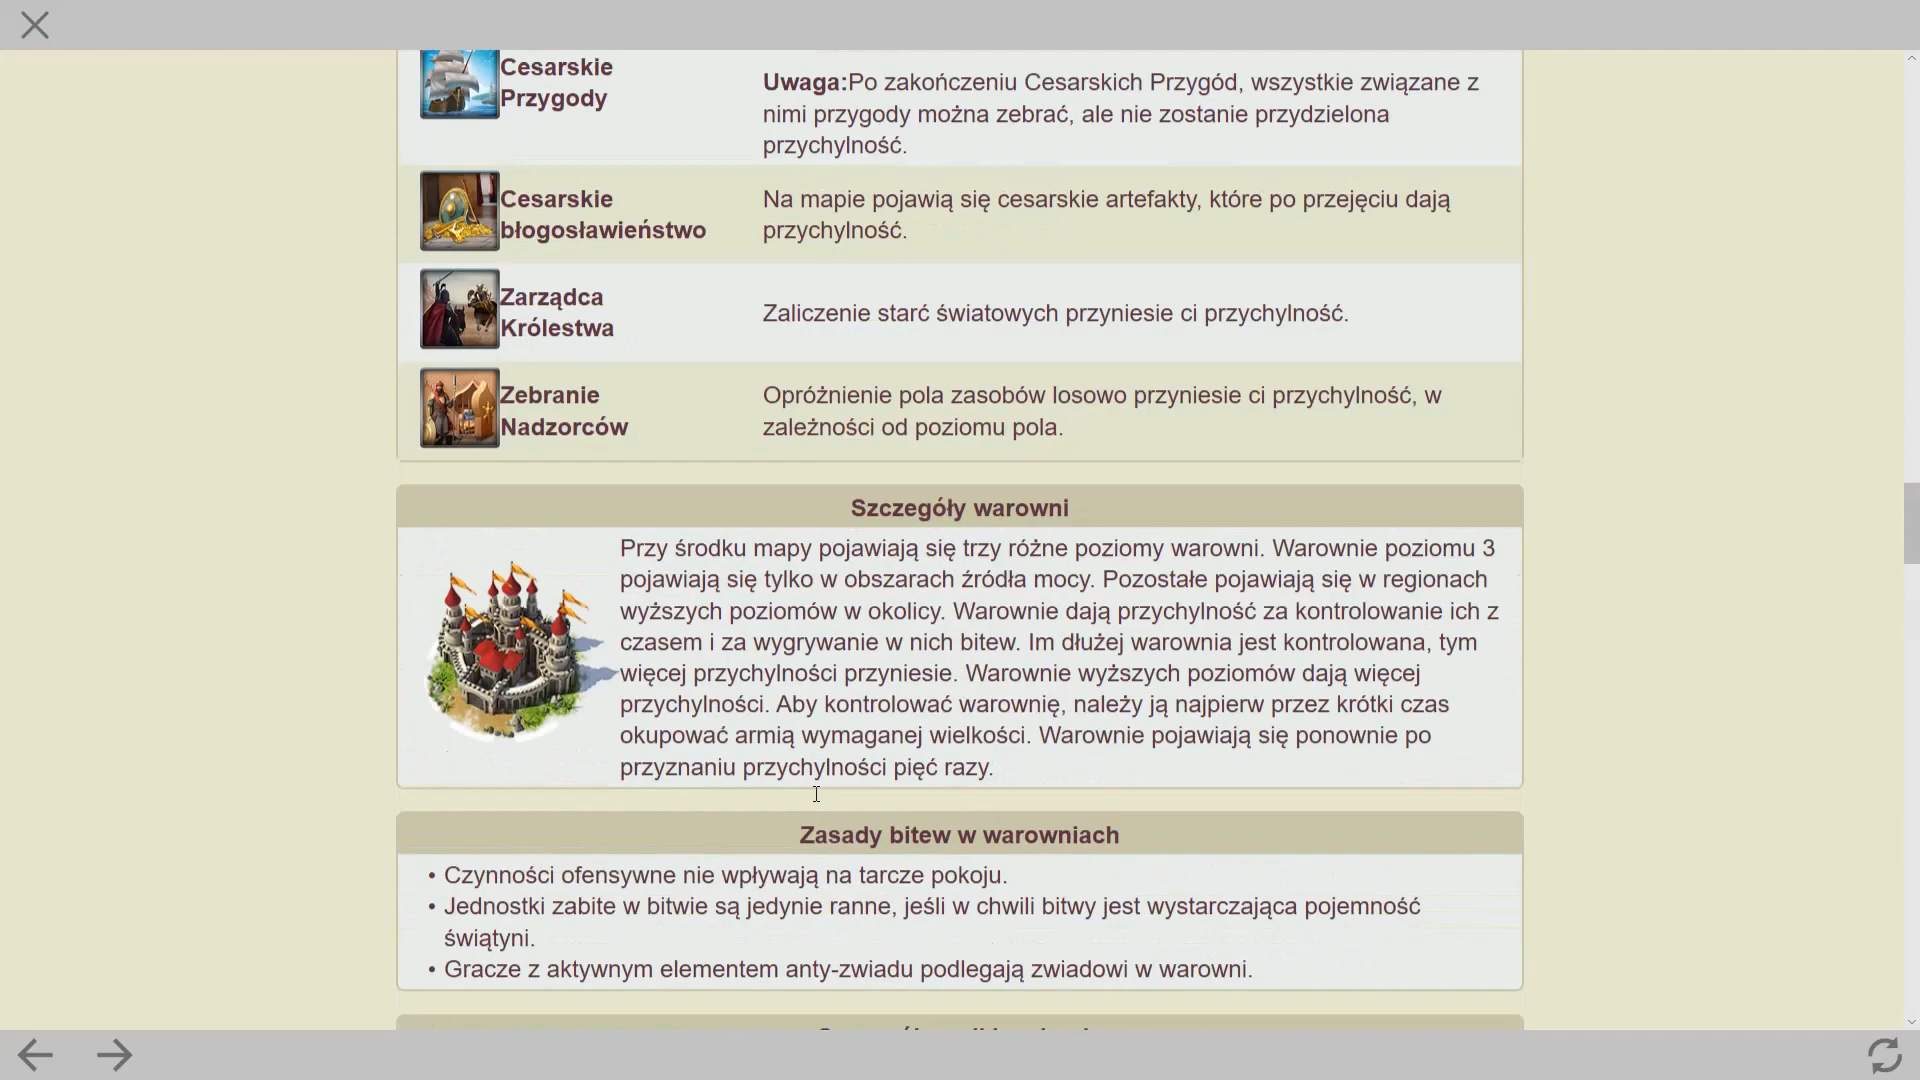 Cesarskie
Przygody
Uwaga:Po zakończeniu Cesarskich Przygód, wszystkie związane z
nimi przygody można zebrać, ale nie zostanie przydzielona
przychylność.
Cesarskie
błogosławieństwo
Na mapie pojawią się cesarskie artefakty, które po przejęciu dają
przychylność.
Zarządca
Królestwa
Zaliczenie starć światowych przyniesie ci przychylność.
Zebranie
Nadzorców
Opróżnienie pola zasobów losowo przyniesie ci przychylność, w
zależności od poziomu pola.
Szczegóły warowni
Przy środku mapy pojawiają się trzy różne poziomy warowni. Warownie poziomu 3
pojawiają się tylko w obszarach źródła mocy. Pozostałe pojawiają się w regionach
wyższych poziomów w okolicy. Warownie dają przychylność za kontrolowanie ich z
czasem i za wygrywanie w nich bitew. Im dłużej warownia jest kontrolowana, tym
więcej przychylności przyniesie. Warownie wyższych poziomów dają więcej
przychylności. Aby kontrolować warownię, należy ją najpierw przez krótki czas
okupować armią wymaganej wielkości. Warownie pojawiają się ponownie po
przyznaniu przychylności pięć razy.
Zasady bitew w warowniach
• Czynności ofensywne nie wpływają na tarcze pokoju.
• Jednostki zabite w bitwie są jedynie ranne, jeśli w chwili bitwy jest wystarczająca pojemność
świątyni.
• Gracze z aktywnym elementem anty-zwiadu podlegają zwiadowi w warowni.